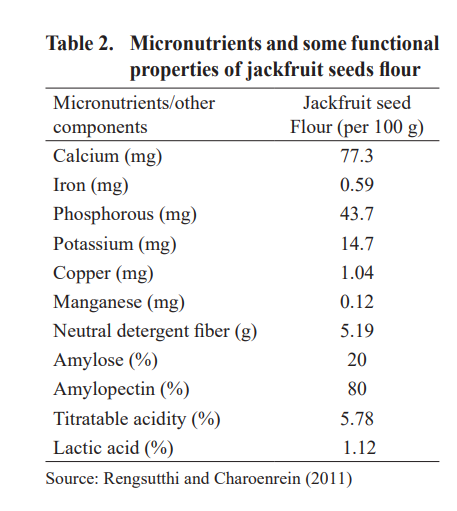 Table 2. Micronutrients and some functional
properties of jackfruit seeds flour
Micronutrients/other components Jackfruit seed Flour (per 100 g)
Calcium (mg) 77.3
Iron (mg) 0.59
Phosphorous (mg) 43.7
Potassium (mg) 14.7
Copper (mg) 1.04
Manganese (mg) 0.12
Neutral detergent fiber (g) 5.19
Amylose (%) 20
Amylopectin (%) 80
Titratable acidity (%) 5.78
Lactic acid (%) 1.12
Source: Rengsutthi and Charoenrein (2011)